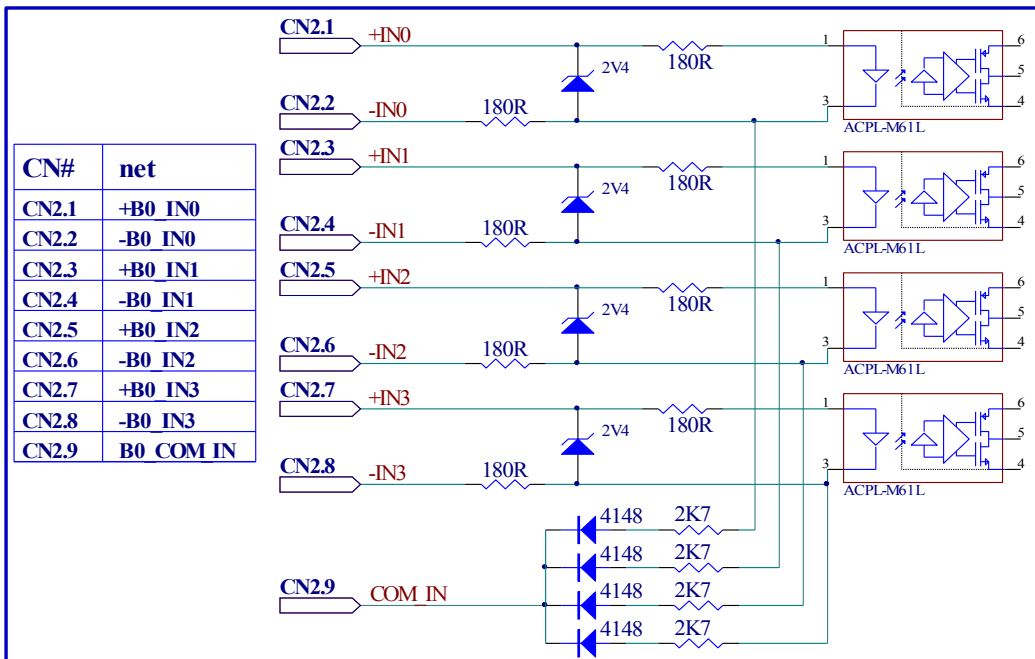 CN2.1 +IN0
2V4
180R
1
6
5
CN2.2 -IN0
180R
3
4
ACPL-M61L
CN2.3 +IN1
2V4
180R
1
6
5
CN2.4 -IN1
180R
3
4
ACPL-M61L
CN2.5 +IN2
2V4
180R
1
6
5
CN2.6 -IN2
180R
3
4
ACPL-M61L
CN2.7 +IN3
2V4
180R
1
6
5
CN2.8 -IN3
180R
3
4
ACPL-M61L
CN# net
CN2.1 +B0_IN0
CN2.2 -B0_IN0
CN2.3 +B0_IN1
CN2.4 -B0_IN1
CN2.5 +B0_IN2
CN2.6 -B0_IN2
CN2.7 +B0_IN3
CN2.8 -B0_IN3
CN2.9 B0_COM_IN
4148 2K7
4148 2K7
4148 2K7
4148 2K7
CN2.9 COM_IN